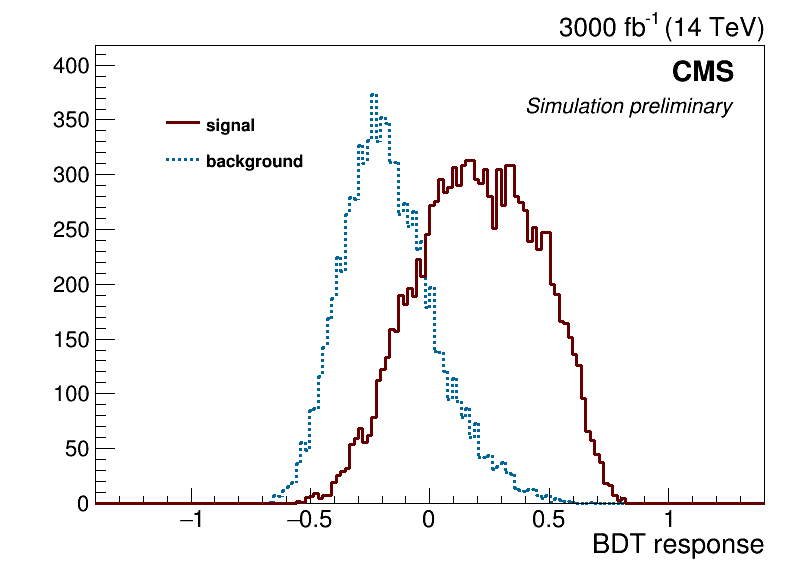 3000 fb⁻¹ (14 TeV)
CMS
Simulation preliminary
signal
background
400
350
300
250
200
150
100
50
0
−1 −0.5 0 0.5 1
BDT response